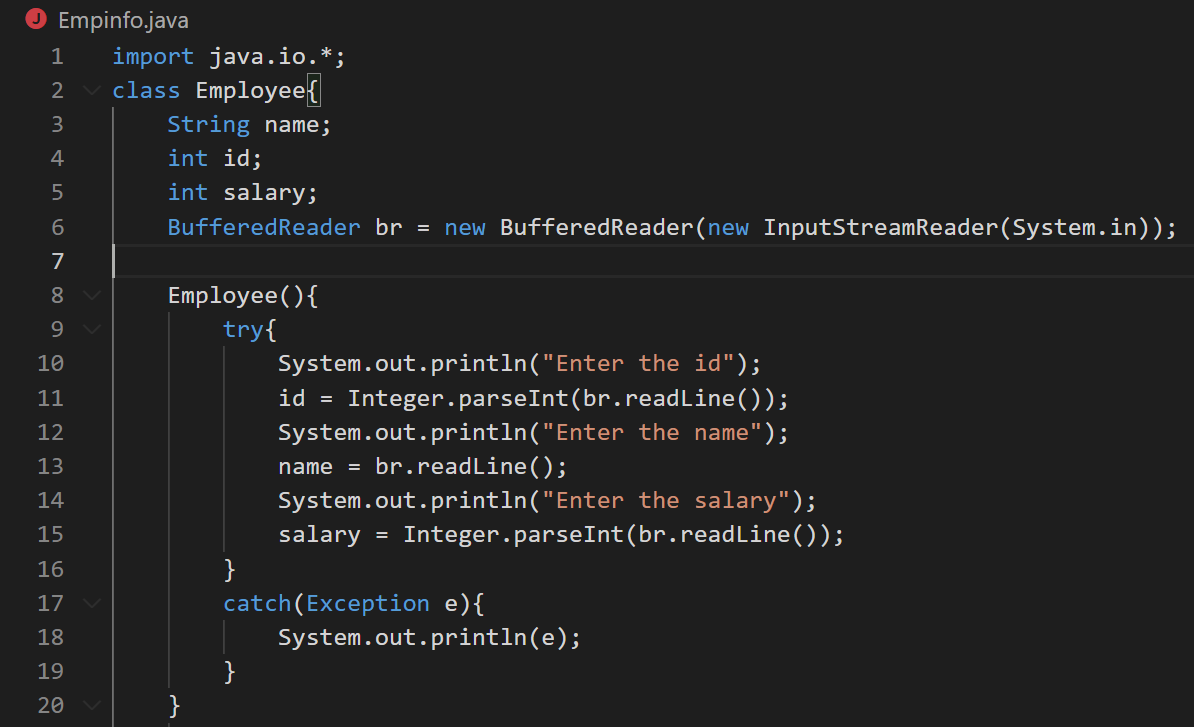 J Empinfo.java
1 import java.io.*;
2 class Employee{
3 String name;
4 int id;
5 int salary;
6 BufferedReader br = new BufferedReader(new InputStreamReader(System.in));
7
8 Employee(){
9 try{
10 System.out.println("Enter the id");
11 id = Integer.parseInt(br.readLine());
12 System.out.println("Enter the name");
13 name = br.readLine();
14 System.out.println("Enter the salary");
15 salary = Integer.parseInt(br.readLine());
16 }
17 catch(Exception e){
18 System.out.println(e);
19 }
20 }